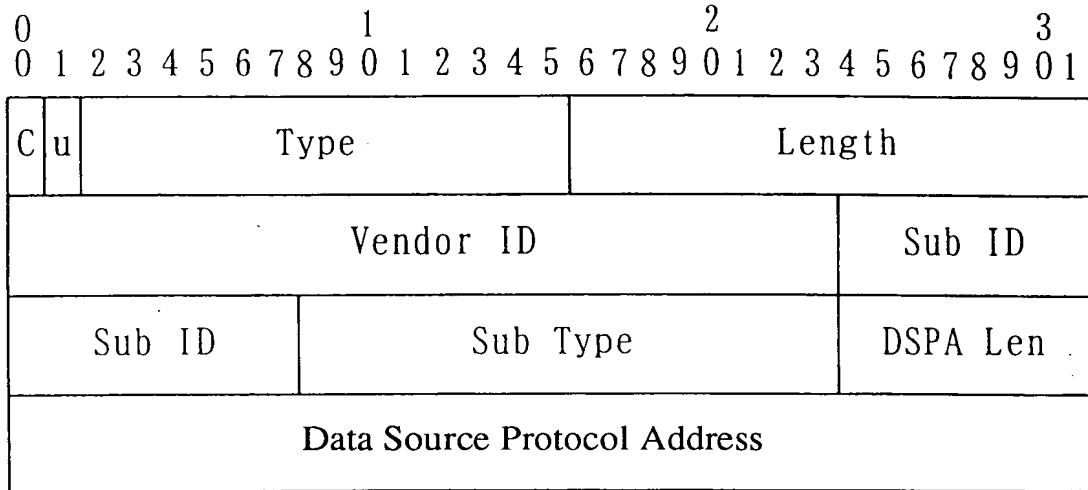 0 1 2 3
0 1 2 3 4 5 6 7 8 9 0 1 2 3 4 5 6 7 8 9 0 1 2 3 4 5 6 7 8 9 0 1
C u Type Length
Vendor ID Sub ID
Sub ID Sub Type DSPA Len
Data Source Protocol Address